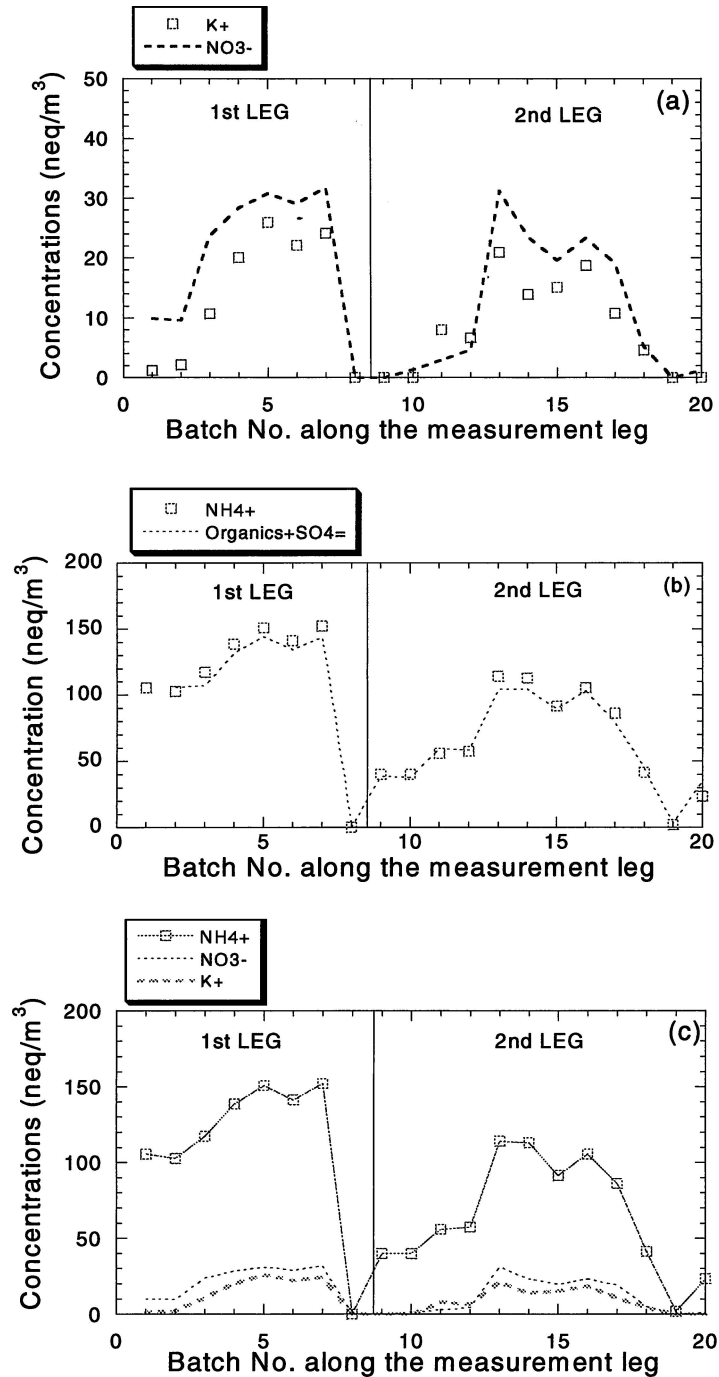 K+
NO3-
50
40
30
20
10
0
Concentrations (neq/m3)
1st LEG
2nd LEG
(a)
0 5 10 15 20
Batch No. along the measurement leg
NH4+
Organics+SO4=
200
150
100
50
0
Concentration (neq/m3)
1st LEG
2nd LEG
(b)
0 5 10 15 20
Batch No. along the measurement leg
NH4+
NO3-
K+
200
150
100
50
0
Concentrations (neq/m3)
1st LEG
2nd LEG
(c)
0 5 10 15 20
Batch No. along the measurement leg